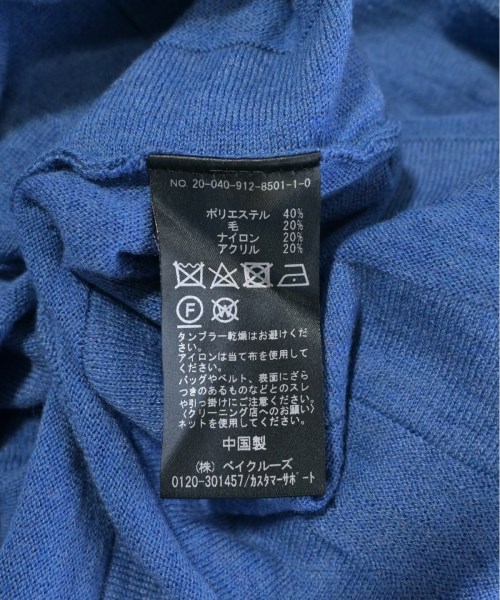 NO 20-040-912-8501-1-0
ポリエステル 40%
毛 20%
ナイロン 20%
アクリル 20%
F W
タンブラー乾燥はお避けくだ
さい。
アイロンは当て布を使用して
ください。
バッグやベルト、表面にざら
つきのあるものなどとのスレ
や引っ掛けにご注意ください。
(クリーニング店へのお願い)
ネットを使用してください。
中国製
(株) ベイクルーズ
0120-301457/カスタマーサポート